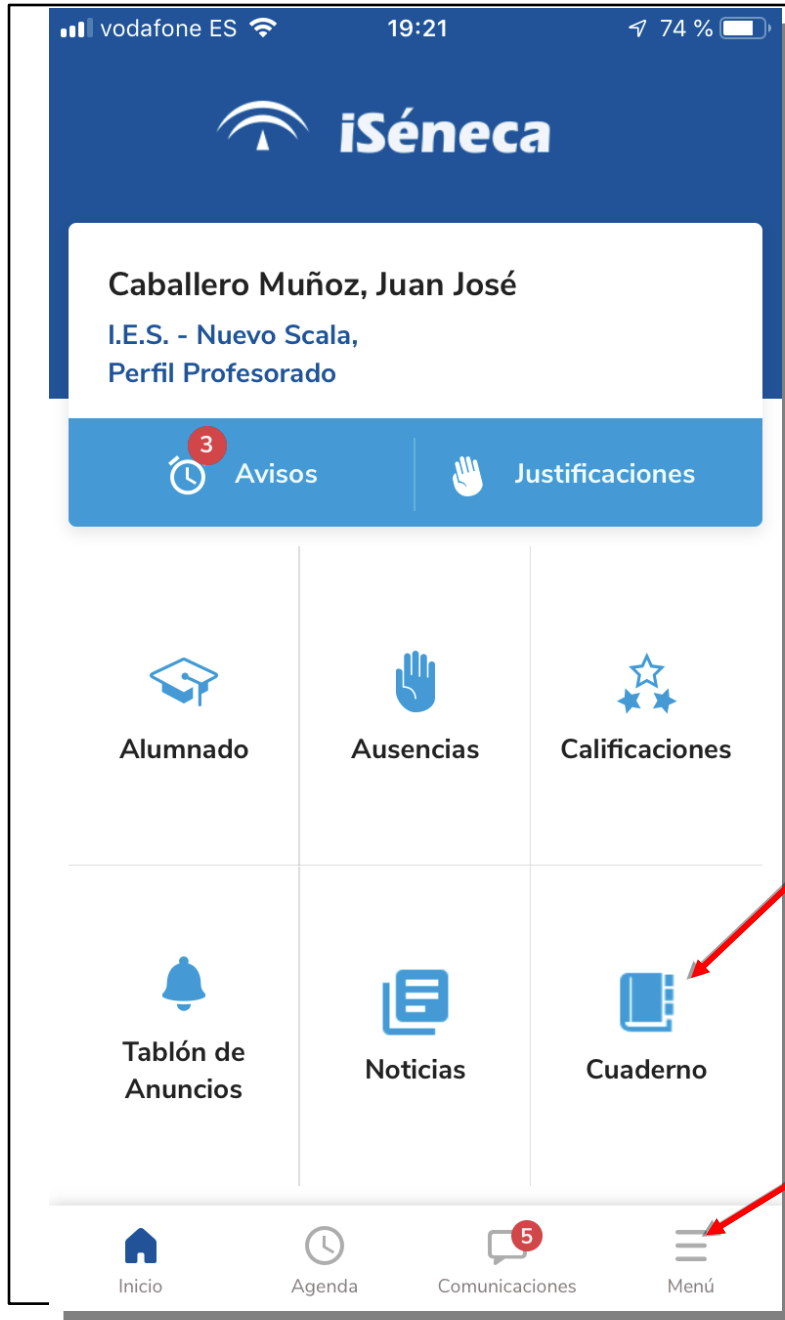 vodafone ES 19:21 74 %
iSéneca
Caballero Muñoz, Juan José
I.E.S. - Nuevo Scala,
Perfil Profesorado
3
Avisos Justificaciones
Alumnado Ausencias Calificaciones
Tablón de
Anuncios
Noticias
Cuaderno
5
Inicio Agenda Comunicaciones Menú